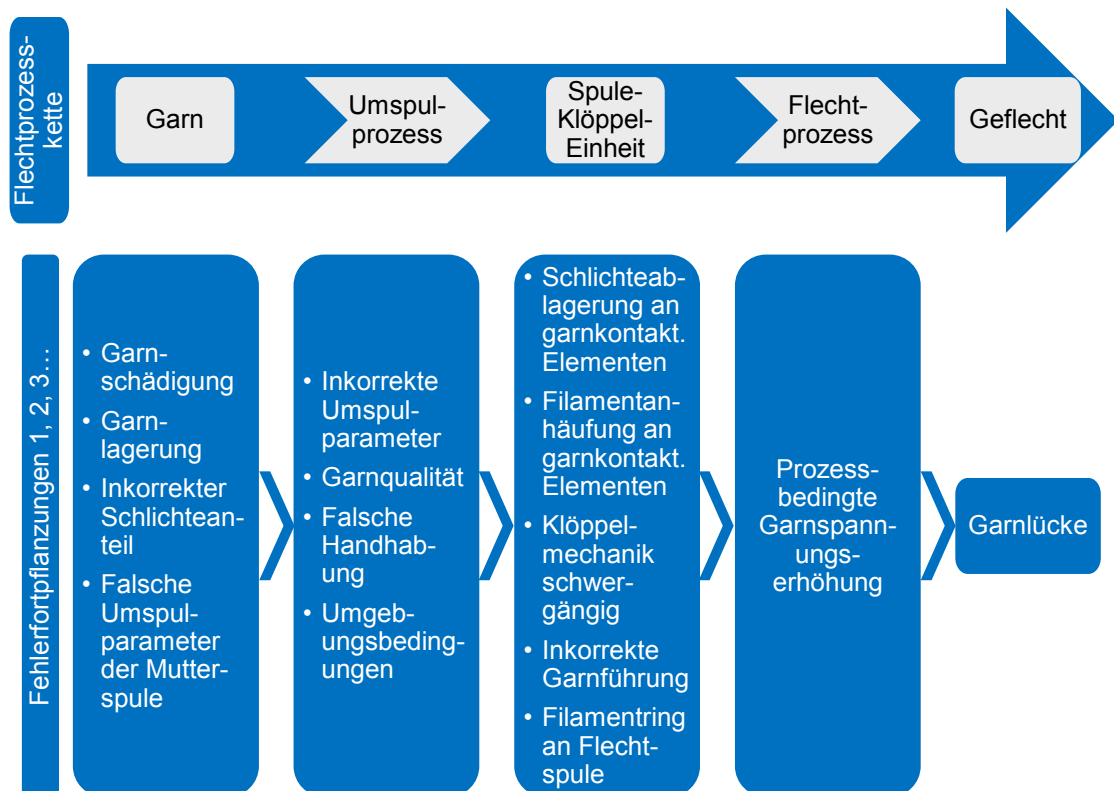 Flechtprozess-
kette
Garn
Umspul-
prozess
Spule-
Klöppel-
Einheit
Flecht-
prozess
Geflecht
Fehlerfortpflanzungen 1, 2, 3…
• Garn-
schädigung
• Garn-
lagerung
• Inkorrekter
Schlichtean-
teil
• Falsche
Umspul-
parameter
der Mutter-
spule
• Inkorrekte
Umspul-
parameter
• Garnqualität
• Falsche
Handhab-
ung
• Umgeb-
ungsbeding-
ungen
• Schlichteab-
lagerung an
garnkontakt.
Elementen
• Filamentan-
häufung an
garnkontakt.
Elementen
• Klöppel-
mechanik
schwer-
gängig
• Inkorrekte
Garnführung
• Filamentring
an Flecht-
spule
Prozess-
bedingte
Garnspann-
ungs-
erhöhung
Garnlücke